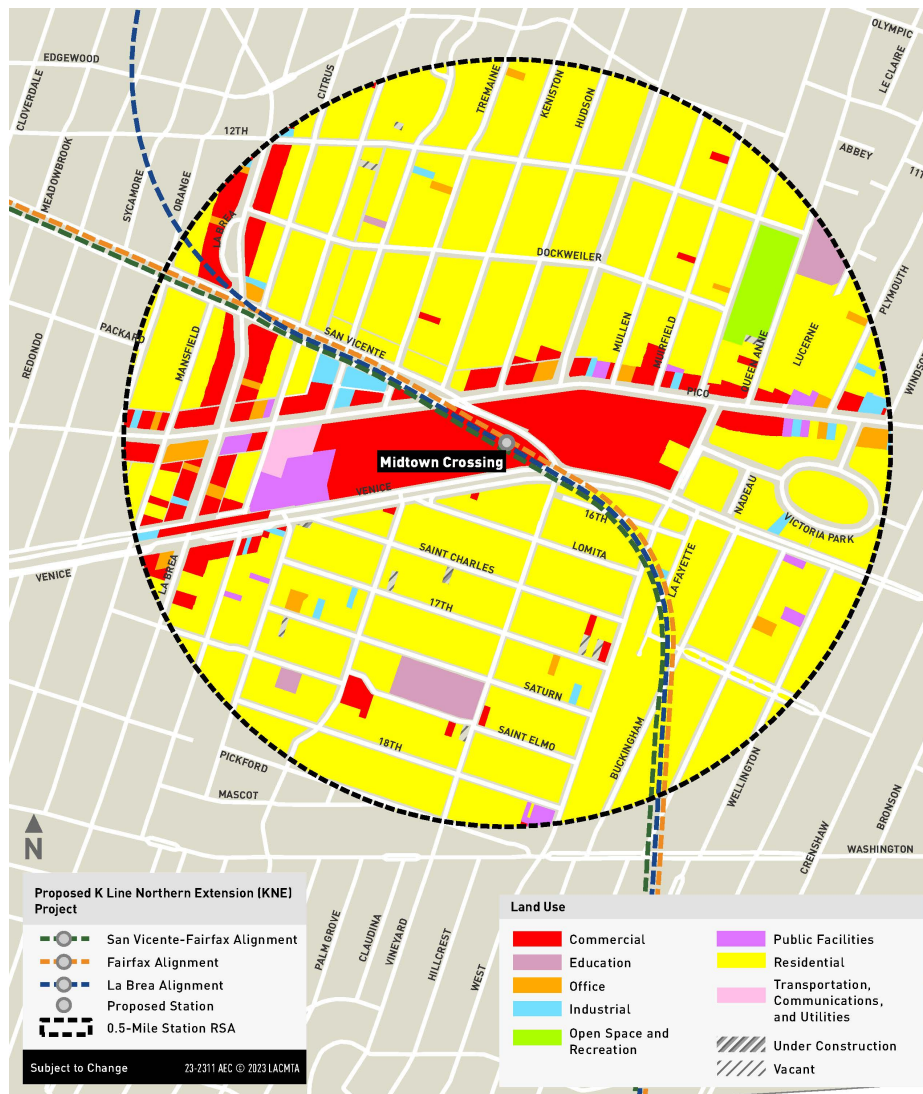 OLYMPIC
LE CLAIRE
EDGEWOOD
CLOVERDALE
CITRUS
TREMAINE
KENISTON
HUDSON
12TH
ABBEY
11TH
MEADOWBROOK
SYCAMORE
ORANGE
LA BREA
DOCKWEILER
PLYMOUTH
PACKARD
REDONDO
MANSFIELD
SAN VICENTE
MULLEN
MUIRFIELD
QUEEN ANNE
LUCERNE
WINDSOR
PICO
Midtown Crossing
VENICE
NADEAU
16TH
VICTORIA PARK
LOMITA
SAINT CHARLES
LA FAYETTE
VENICE
LA BREA
17TH
SATURN
SAINT ELMO
18TH
BUCKINGHAM
PICKFORD
MASCOT
WELLINGTON
BRONSON
CRENSHAW
WASHINGTON
N
PALM GROVE
CLAUDINA
VINEYARD
HILLCREST
WEST
Proposed K Line Northern Extension (KNE)
Project
San Vicente-Fairfax Alignment
Fairfax Alignment
La Brea Alignment
Proposed Station
0.5-Mile Station RSA
Subject to Change
23-2311 AEC © 2023 LACMTA
Land Use
Commercial
Education
Office
Industrial
Open Space and
Recreation
Public Facilities
Residential
Transportation,
Communications,
and Utilities
Under Construction
Vacant